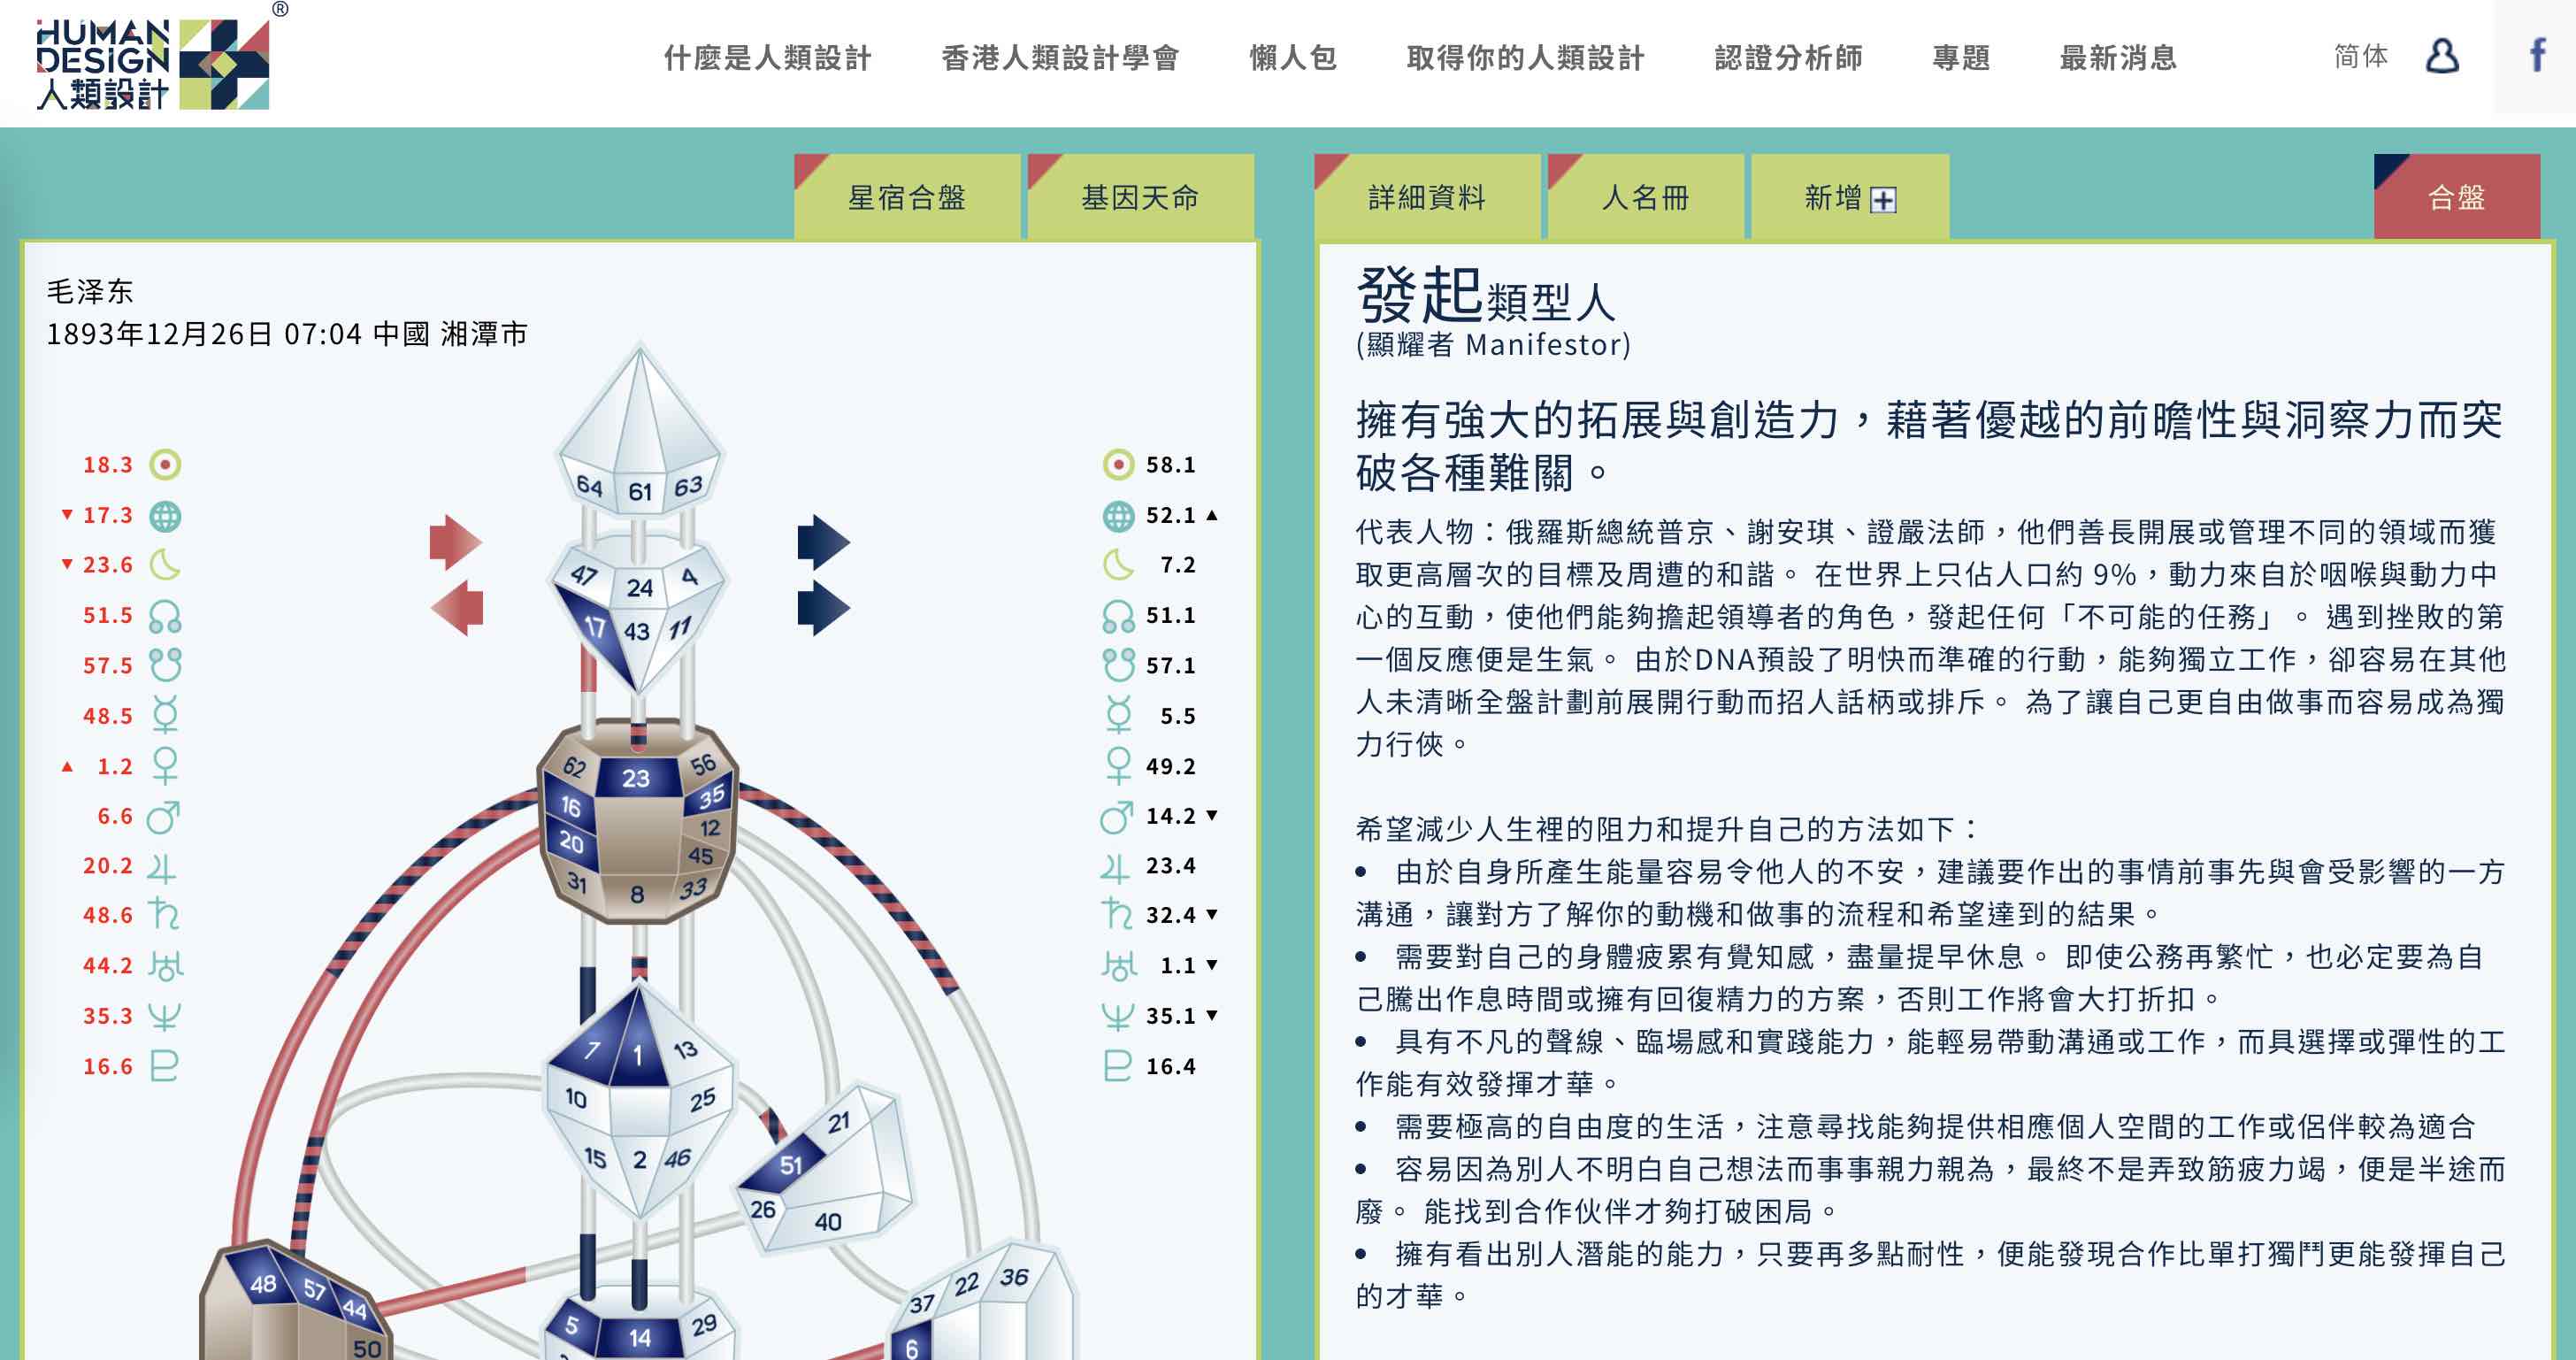 HUMAN
DESIGN
人類設計
®
什麼是人類設計
香港人類設計學會
懶人包
取得你的人類設計
認證分析師
專題
最新消息
简体
f
星宿合盤
基因天命
詳細資料
人名冊
新增
合盤
毛泽东
1893年12月26日 07:04 中國 湘潭市
18.3
▼ 17.3
▼ 23.6
51.5
57.5
48.5
▲ 1.2
6.6
20.2
48.6
44.2
35.3
16.6
64 61 63
47 24 4
17 43 11
62 23 56
16 35
20 12
45
31 8 33
7 1 13
10 25
15 2 46
21
51
26 40
48 57 44
50
5 14 29
37 22 36
6
58.1
52.1 ▲
7.2
51.1
57.1
5.5
49.2
14.2 ▼
23.4
32.4 ▼
1.1 ▼
35.1 ▼
16.4
發起類型人
(顯耀者 Manifestor)
擁有強大的拓展與創造力，藉著優越的前瞻性與洞察力而突
破各種難關。
代表人物：俄羅斯總統普京、謝安琪、證嚴法師，他們善長開展或管理不同的領域而獲
取更高層次的目標及周遭的和諧。 在世界上只佔人口約 9%，動力來自於咽喉與動力中
心的互動，使他們能夠擔起領導者的角色，發起任何「不可能的任務」。 遇到挫敗的第
一個反應便是生氣。 由於DNA預設了明快而準確的行動，能夠獨立工作，卻容易在其他
人未清晰全盤計劃前展開行動而招人話柄或排斥。 為了讓自己更自由做事而容易成為獨
力行俠。
希望減少人生裡的阻力和提升自己的方法如下：
• 由於自身所產生能量容易令他人的不安，建議要作出的事情前事先與會受影響的一方
溝通，讓對方了解你的動機和做事的流程和希望達到的結果。
• 需要對自己的身體疲累有覺知感，盡量提早休息。 即使公務再繁忙，也必定要為自
己騰出作息時間或擁有回復精力的方案，否則工作將會大打折扣。
• 具有不凡的聲線、臨場感和實踐能力，能輕易帶動溝通或工作，而具選擇或彈性的工
作能有效發揮才華。
• 需要極高的自由度的生活，注意尋找能夠提供相應個人空間的工作或侶伴較為適合
• 容易因為別人不明白自己想法而事事親力親為，最終不是弄致筋疲力竭，便是半途而
廢。 能找到合作伙伴才夠打破困局。
• 擁有看出別人潛能的能力，只要再多點耐性，便能發現合作比單打獨鬥更能發揮自己
的才華。